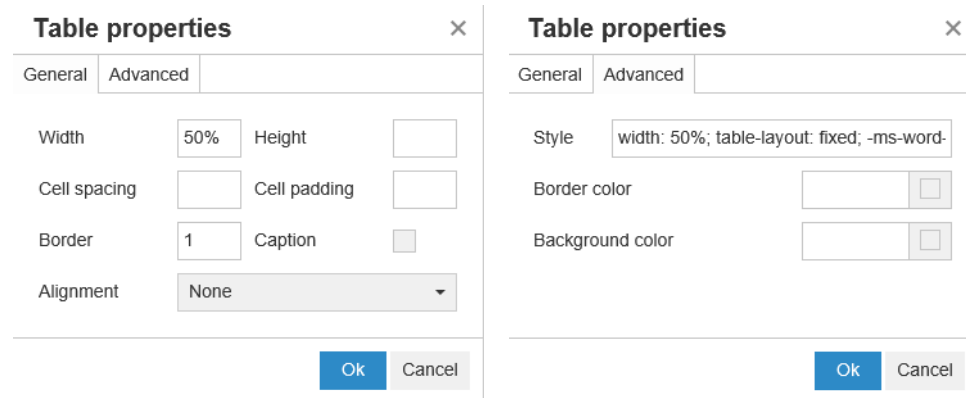 Table properties ×
General Advanced
Width 50% Height
Cell spacing Cell padding
Border 1 Caption
Alignment None
Ok Cancel
Table properties ×
General Advanced
Style width: 50%; table-layout: fixed; -ms-word-
Border color
Background color
Ok Cancel